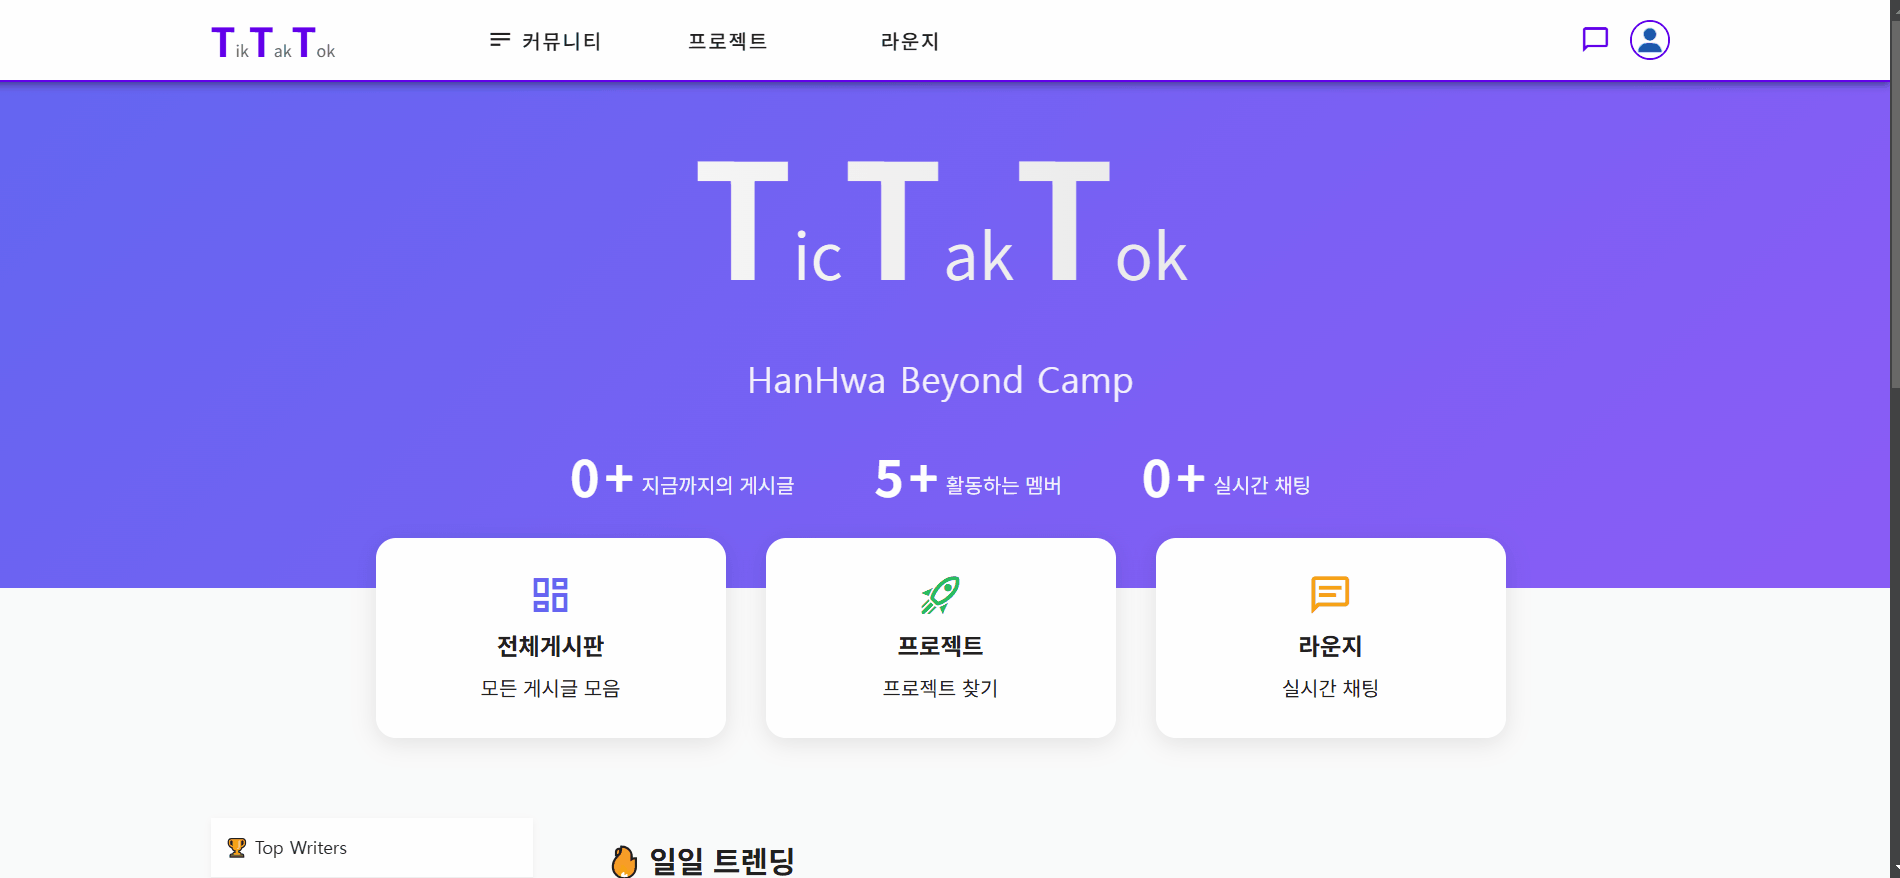 TikTakTok
커뮤니티
프로젝트
라운지
TicTakTok
HanHwa Beyond Camp
0+ 지금까지의 게시글
5+ 활동하는 멤버
0+ 실시간 채팅
전체게시판
모든 게시글 모음
프로젝트
프로젝트 찾기
라운지
실시간 채팅
Top Writers
일일 트렌딩